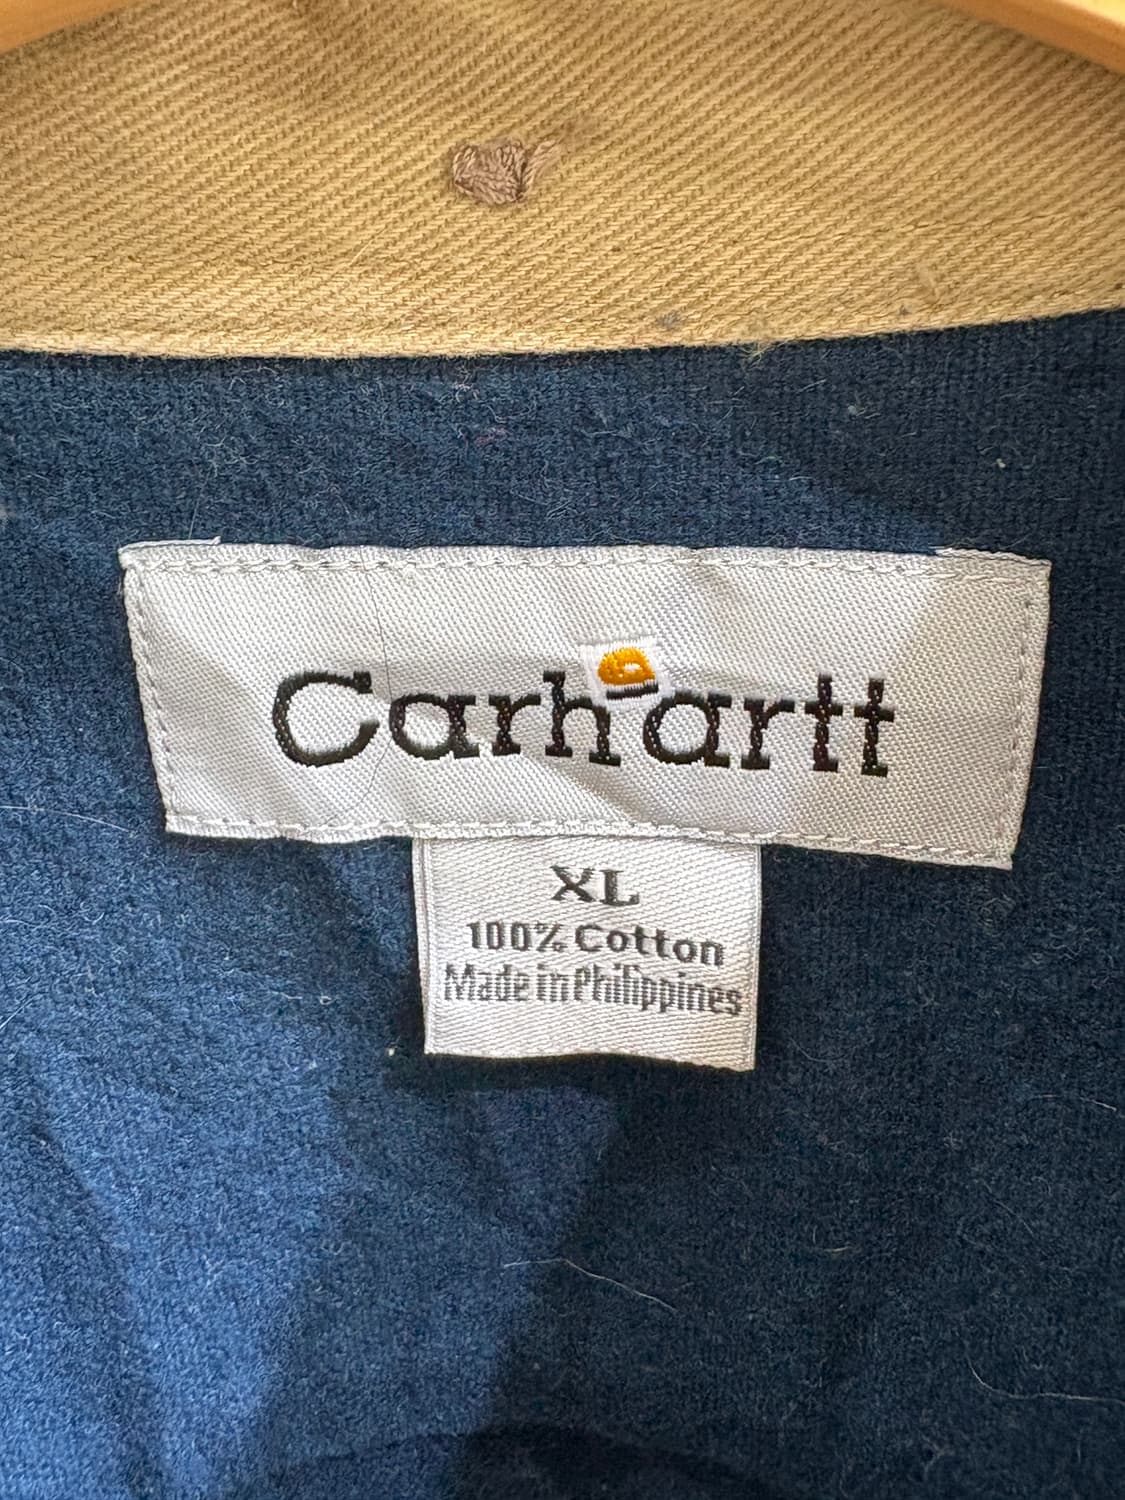 Carhartt
XL
100% Cotton
Made in Philippines